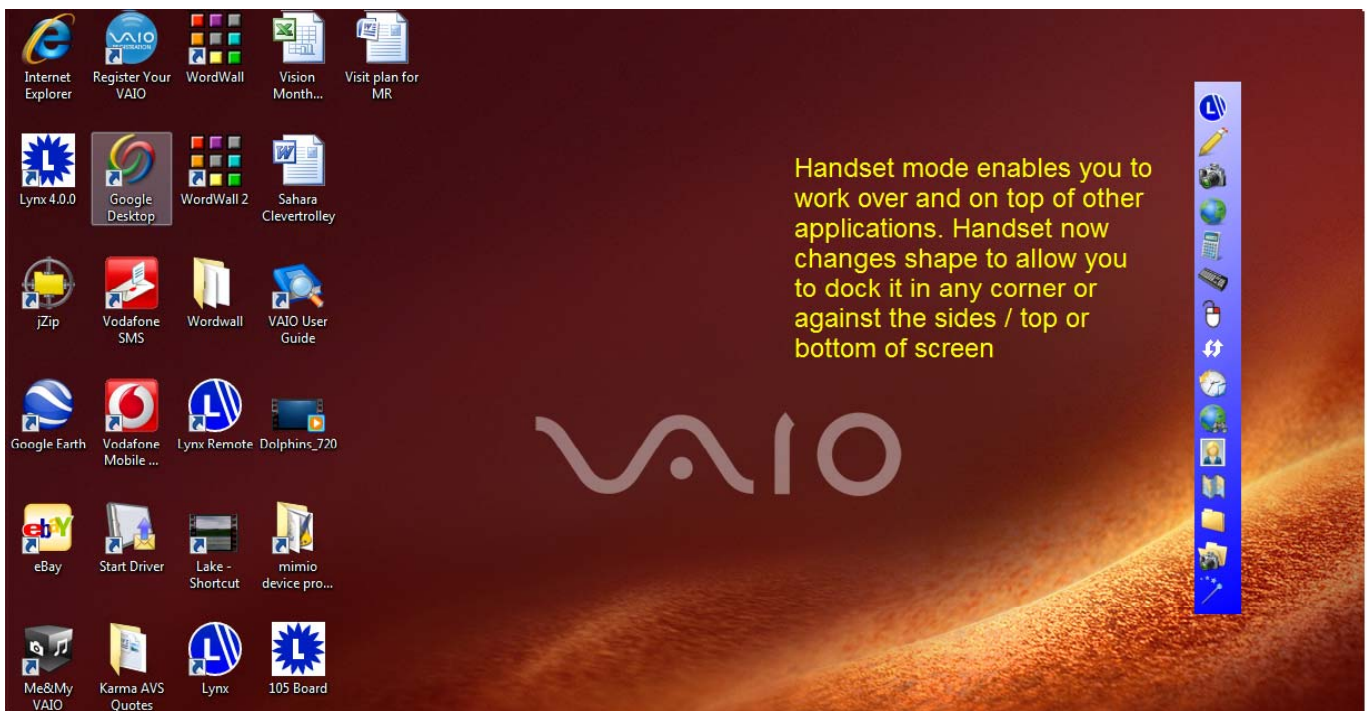 Internet
Explorer
Register Your
VAIO
WordWall
Vision
Month...
Visit plan for
MR
Lynx 4.0.0
Google
Desktop
WordWall 2
Sahara
Clevertrolley
jZip
Vodafone
SMS
Wordwall
VAIO User
Guide
Google Earth
Vodafone
Mobile ...
Lynx Remote
Dolphins_720
eBay
Start Driver
Lake -
Shortcut
mimio
device pro...
Me&My
VAIO
Karma AVS
Quotes
Lynx
105 Board
Handset mode enables you to
work over and on top of other
applications. Handset now
changes shape to allow you
to dock it in any corner or
against the sides / top or
bottom of screen
VAIO